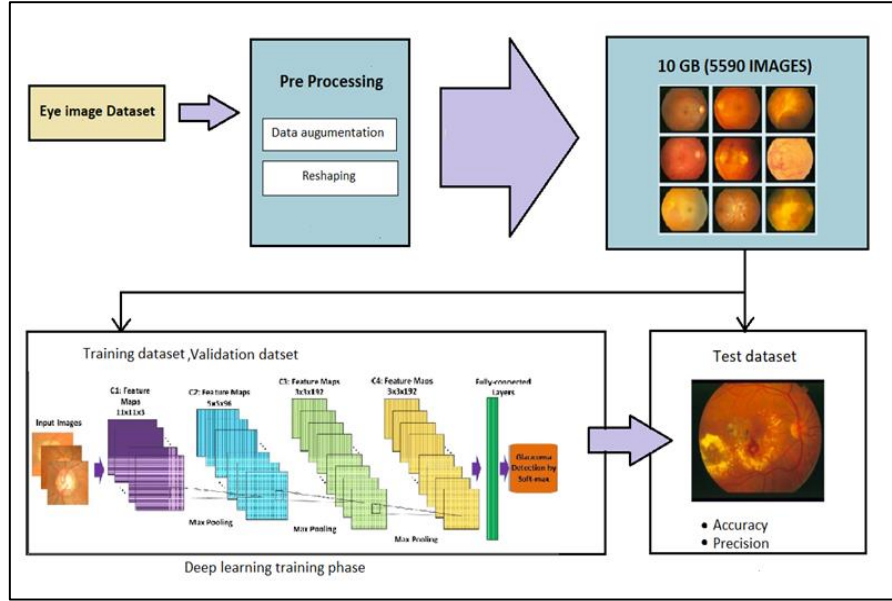 Eye image Dataset
Pre Processing
Data augumentation
Reshaping
10 GB (5590 IMAGES)
Training dataset ,Validation datset
Input Images
C1: Feature
Maps
11x11x3
C2: Feature Maps
5x5x96
C3: Feature Maps
3x3x192
C4: Feature Maps
3x3x192
Fully-connected
Layers
Glaucoma
Detection by
Soft-max
Max Pooling
Max Pooling
Max Pooling
Deep learning training phase
Test dataset
• Accuracy
• Precision